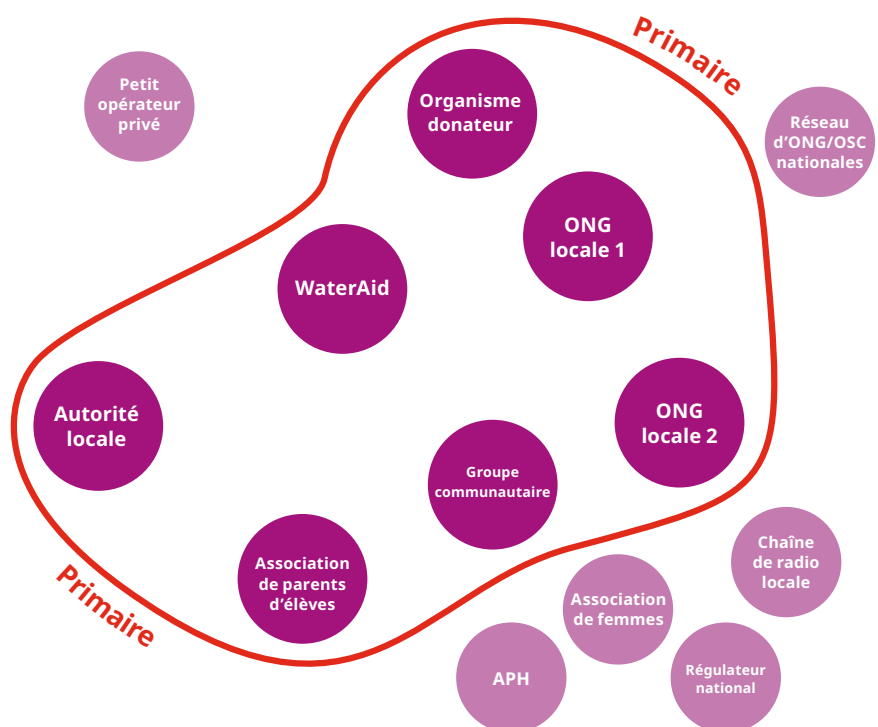 Primaire
Petit
opérateur
privé
Organisme
donateur
Réseau
d’ONG/OSC
nationales
ONG
locale 1
WaterAid
Autorité
locale
ONG
locale 2
Groupe
communautaire
Association
de parents
d’élèves
Primaire
Chaîne
de radio
locale
Association
de femmes
APH
Régulateur
national